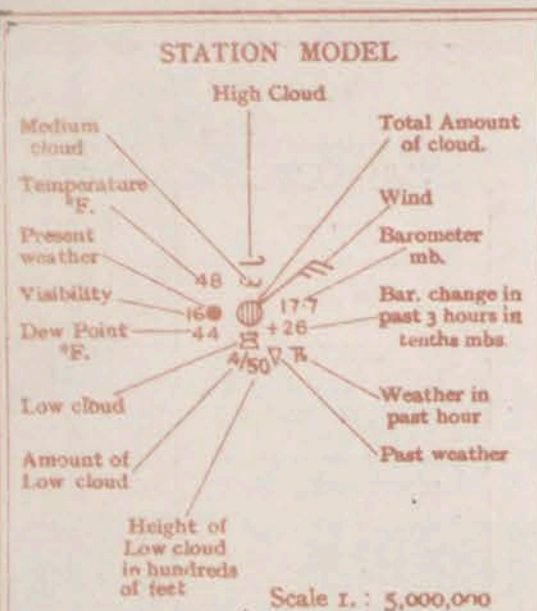 STATION MODEL
High Cloud
Medium
cloud
Total Amount
of cloud.
Temperature
°F.
Wind
Present
weather
Barometer
mb.
48
Visibility
16
17·7
Bar. change in
past 3 hours in
tenths mbs.
Dew Point
°F.
44
+26
4/50
Low cloud
Weather in
past hour
Amount of
Low cloud
Past weather
Height of
Low cloud
in hundreds
of feet
Scale 1. : 5,000,000